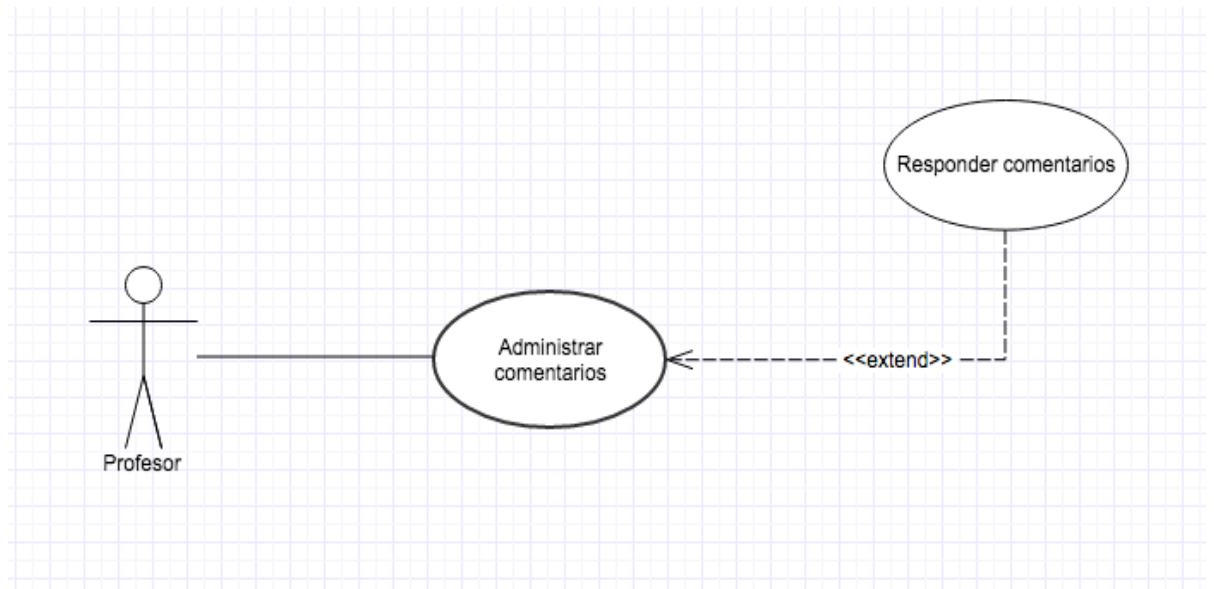 Responder comentarios
Administrar
comentarios
<<extend>>
Profesor